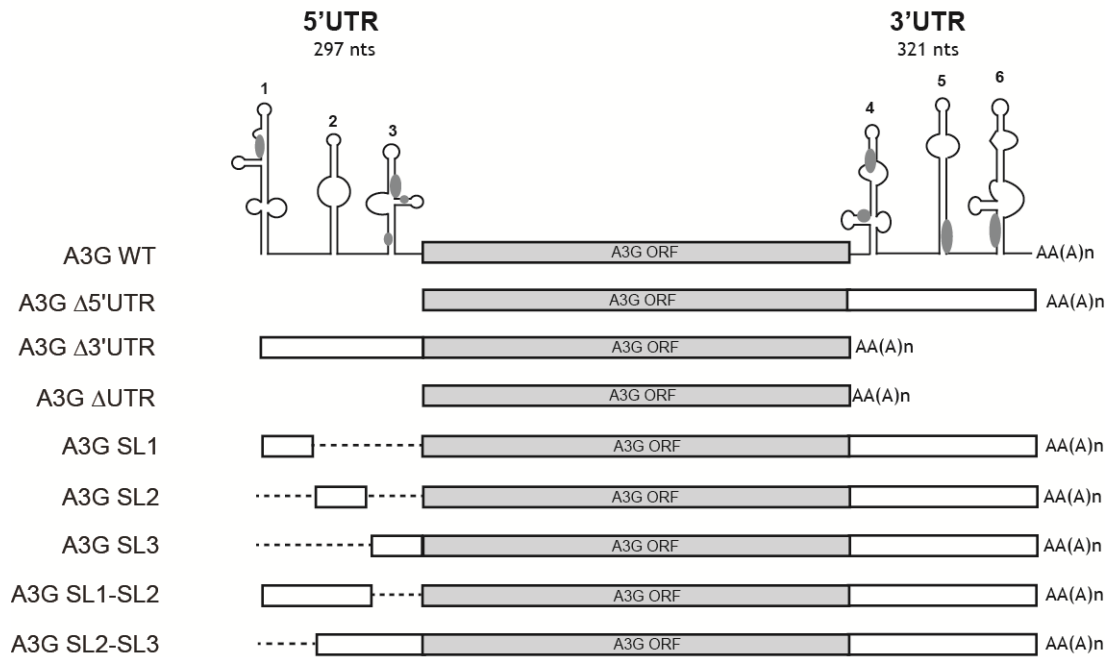 5'UTR 3'UTR
297 nts 321 nts
1 2 3 4 5 6
A3G WT A3G ORF AA(A)n
A3G Δ5'UTR A3G ORF AA(A)n
A3G Δ3'UTR A3G ORF AA(A)n
A3G ΔUTR A3G ORF AA(A)n
A3G SL1 A3G ORF AA(A)n
A3G SL2 A3G ORF AA(A)n
A3G SL3 A3G ORF AA(A)n
A3G SL1-SL2 A3G ORF AA(A)n
A3G SL2-SL3 A3G ORF AA(A)n